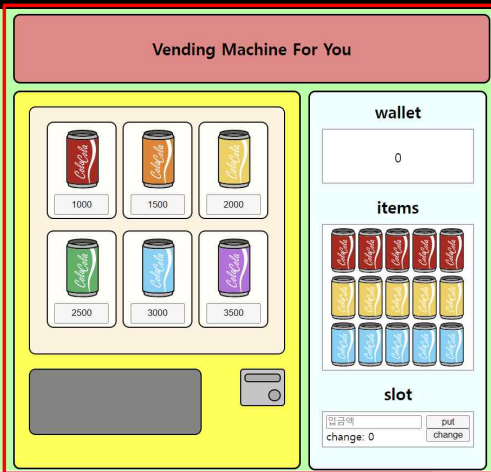 Vending Machine For You
1000
1500
2000
2500
3000
3500
wallet
0
items
slot
입금액
put
change: 0
change